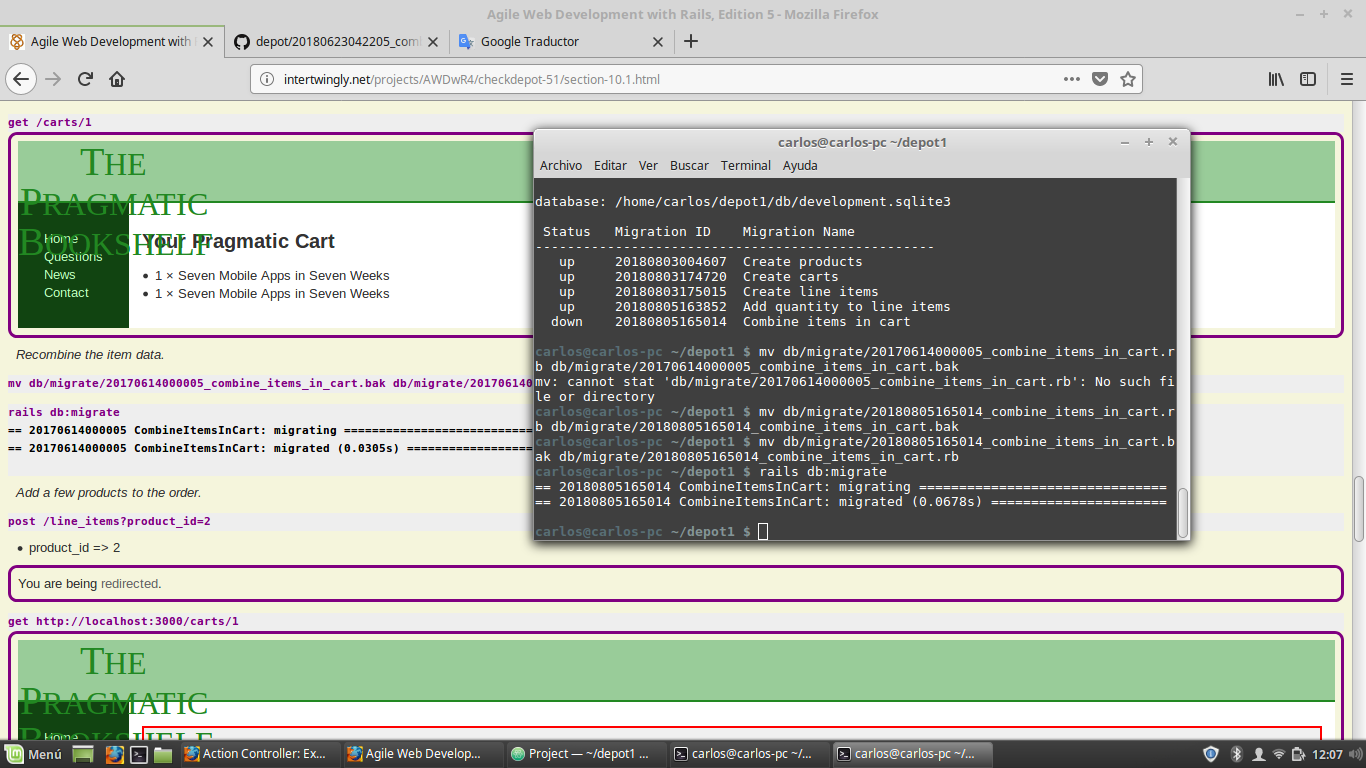 Agile Web Development with Rails, Edition 5 - Mozilla Firefox
Agile Web Development with
depot/20180623042205_com
Google Traductor
intertwingly.net/projects/AWDwR4/checkdepot-51/section-10.1.html
get /carts/1
THE PRAGMATIC BOOKSHELF
Home
Questions
News
Contact
Your Pragmatic Cart
1 × Seven Mobile Apps in Seven Weeks
1 × Seven Mobile Apps in Seven Weeks
Recombine the item data.
mv db/migrate/20170614000005_combine_items_in_cart.bak db/migrate/20170614
rails db:migrate
== 20170614000005 CombineItemsInCart: migrating ===========================
== 20170614000005 CombineItemsInCart: migrated (0.0305s) ==================
Add a few products to the order.
post /line_items?product_id=2
product_id => 2
You are being redirected.
get http://localhost:3000/carts/1
THE
PRAGMATIC
BOOKSHELF
Home
carlos@carlos-pc ~/depot1
Archivo Editar Ver Buscar Terminal Ayuda
database: /home/carlos/depot1/db/development.sqlite3
Status Migration ID Migration Name
--------------------------------------------------
up 20180803004607 Create products
up 20180803174720 Create carts
up 20180803175015 Create line items
up 20180805163852 Add quantity to line items
down 20180805165014 Combine items in cart
carlos@carlos-pc ~/depot1 $ mv db/migrate/20170614000005_combine_items_in_cart.r
b db/migrate/20170614000005_combine_items_in_cart.bak
mv: cannot stat 'db/migrate/20170614000005_combine_items_in_cart.rb': No such fi
le or directory
carlos@carlos-pc ~/depot1 $ mv db/migrate/20180805165014_combine_items_in_cart.r
b db/migrate/20180805165014_combine_items_in_cart.bak
carlos@carlos-pc ~/depot1 $ mv db/migrate/20180805165014_combine_items_in_cart.b
ak db/migrate/20180805165014_combine_items_in_cart.rb
carlos@carlos-pc ~/depot1 $ rails db:migrate
== 20180805165014 CombineItemsInCart: migrating ===============================
== 20180805165014 CombineItemsInCart: migrated (0.0678s) ======================
carlos@carlos-pc ~/depot1 $
Menú
Action Controller: Ex...
Agile Web Develop...
Project — ~/depot1 ...
carlos@carlos-pc ~/...
carlos@carlos-pc ~/...
12:07